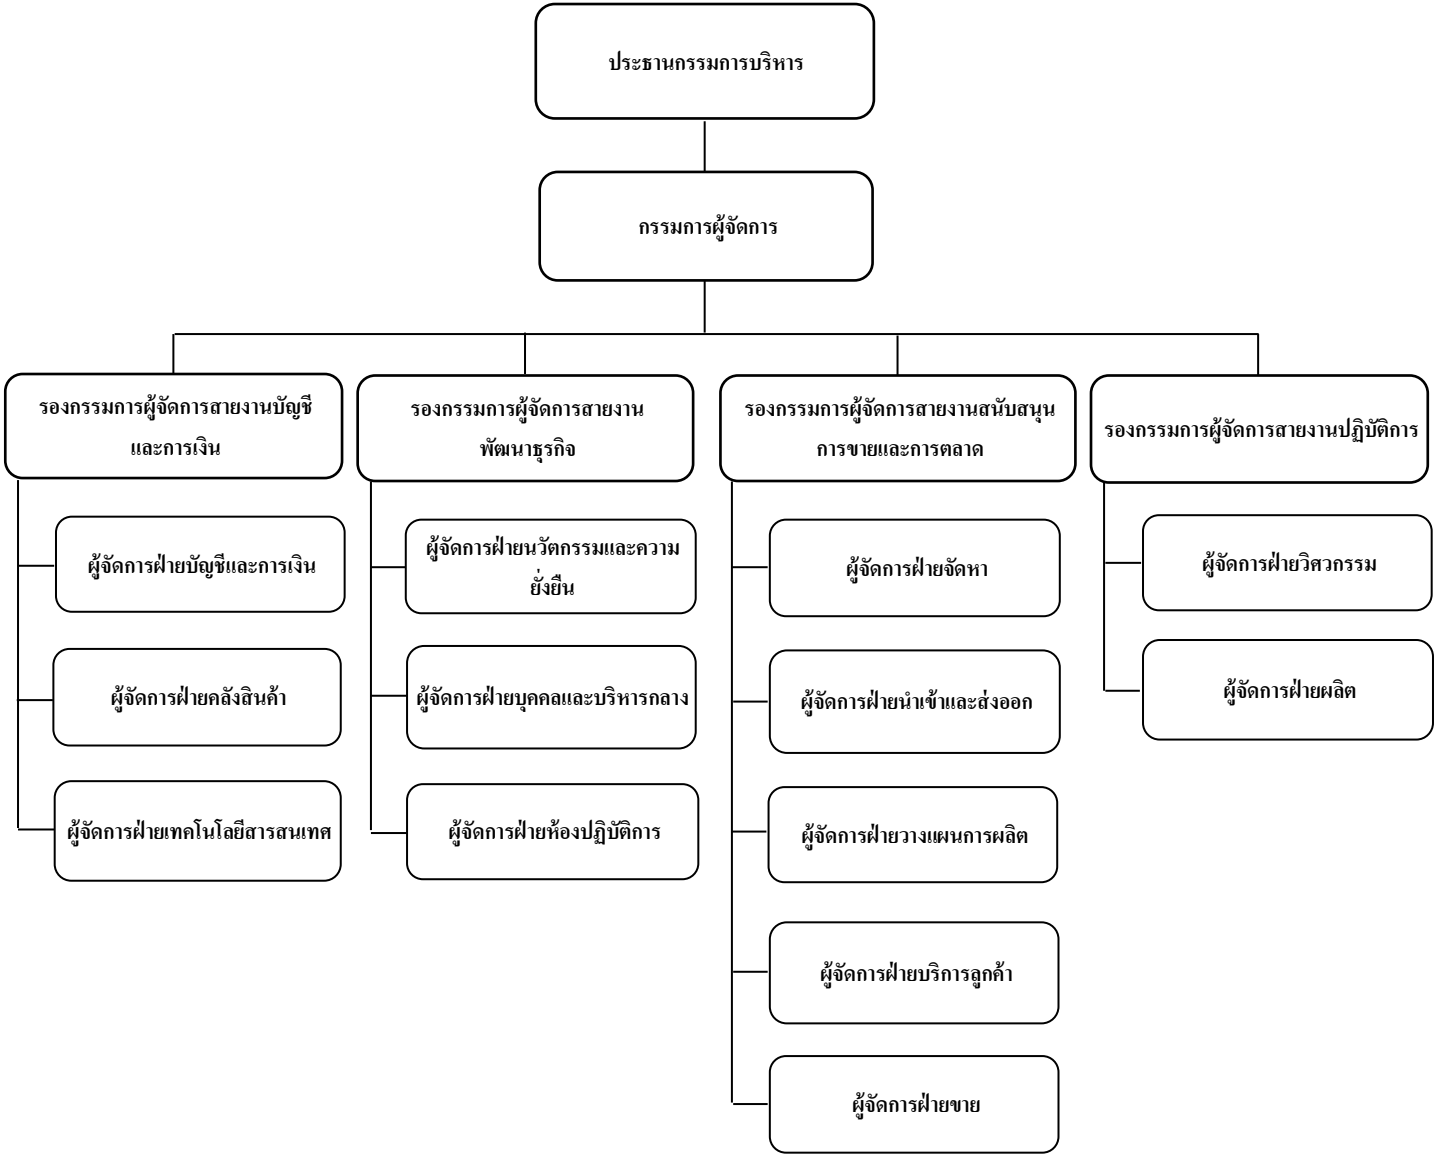 ประธานกรรมการบริหาร
กรรมการผู้จัดการ
รองกรรมการผู้จัดการสายงานบัญชี
และการเงิน
ผู้จัดการฝ่ายบัญชีและการเงิน
ผู้จัดการฝ่ายคลังสินค้า
ผู้จัดการฝ่ายเทคโนโลยีสารสนเทศ
รองกรรมการผู้จัดการสายงาน
พัฒนาธุรกิจ
ผู้จัดการฝ่ายนวัตกรรมและความ
ยั่งยืน
ผู้จัดการฝ่ายบุคคลและบริหารกลาง
ผู้จัดการฝ่ายห้องปฏิบัติการ
รองกรรมการผู้จัดการสายงานสนับสนุน
การขายและการตลาด
ผู้จัดการฝ่ายจัดหา
ผู้จัดการฝ่ายนำเข้าและส่งออก
ผู้จัดการฝ่ายวางแผนการผลิต
ผู้จัดการฝ่ายบริการลูกค้า
ผู้จัดการฝ่ายขาย
รองกรรมการผู้จัดการสายงานปฏิบัติการ
ผู้จัดการฝ่ายวิศวกรรม
ผู้จัดการฝ่ายผลิต